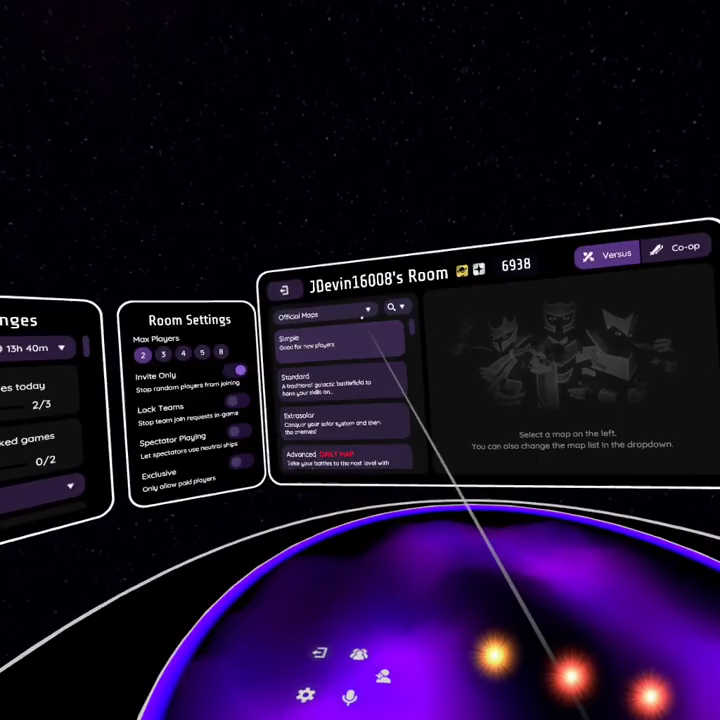 nges
13h 40m
es today
2/3
ked games
0/2
Room Settings
Max Players
2 3 4 5 8
Invite Only
Stop random players from joining
Lock Teams
Stop team join requests in-game
Spectator Playing
Let spectators use neutral ships
Exclusive
Only allow paid players
JDevin16008's Room
6938
Versus
Co-op
Official Maps
Simple
Good for new players
Standard
A traditional galactic battlefield to
hone your skills on..
Extrasolar
Conquer your solar system and then
the enemies!
Advanced DAILY MAP
Take your battles to the next level with
Select a map on the left.
You can also change the map list in the dropdown.